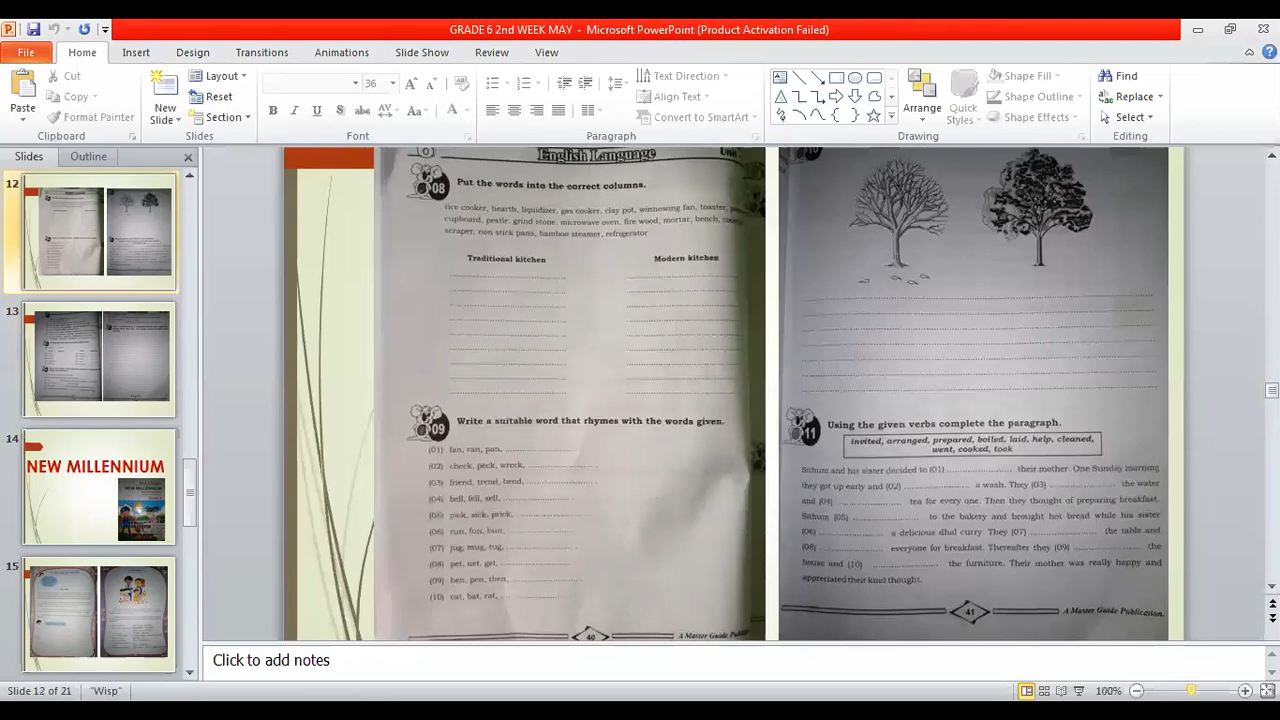 GRADE 6 2nd WEEK MAY - Microsoft PowerPoint (Product Activation Failed)
File Home Insert Design Transitions Animations Slide Show Review View
Paste
Cut
Copy
Format Painter
Clipboard
New Slide
Layout
Reset
Section
Slides
36
B I U S abc AV Aa A
Font
Text Direction
Align Text
Convert to SmartArt
Paragraph
Arrange
Quick Styles
Shape Fill
Shape Outline
Shape Effects
Drawing
Find
Replace
Select
Editing
Slides Outline
12
13
14
NEW MILLENNIUM
15
English Language
08 Put the words into the correct columns.
rice cooker, hearth, liquidizer, gas cooker, clay pot, winnowing fan, toaster,
cupboard, pestle, grind stone, microwave oven, fire wood, mortar, bench,
scraper, non stick pans, bamboo steamer, refrigerator
Traditional kitchen Modern kitchen
09 Write a suitable word that rhymes with the words given.
(01) fan, ran, pan, ....................
(02) check, peck, wreck, ....................
(03) friend, trend, bend, ....................
(04) bell, fell, sell, ....................
(05) pick, sick, prick, ....................
(06) run, fun, bun, ....................
(07) jug, mug, tug, ....................
(08) pet, net, get, ....................
(09) hen, pen, then, ....................
(10) cat, bat, rat, ....................
40 A Master Guide
11 Using the given verbs complete the paragraph.
invited, arranged, prepared, boiled, laid, help, cleaned,
went, cooked, took
Sithum and his sister decided to (01) .................... their mother. One Sunday morning
they got up early and (02) .................... a wash. They (03) .................... the water
and (04) .................... tea for every one. Then they thought of preparing breakfast.
Sithum (05) .................... to the bakery and brought hot bread while his sister
(06) .................... a delicious dhal curry. They (07) .................... the table and
(08) .................... everyone for breakfast. Thereafter they (09) .................... the
house and (10) .................... the furniture. Their mother was really happy and
appreciated their kind thought.
41 A Master Guide Publication.
Click to add notes
Slide 12 of 21 "Wisp" 100%